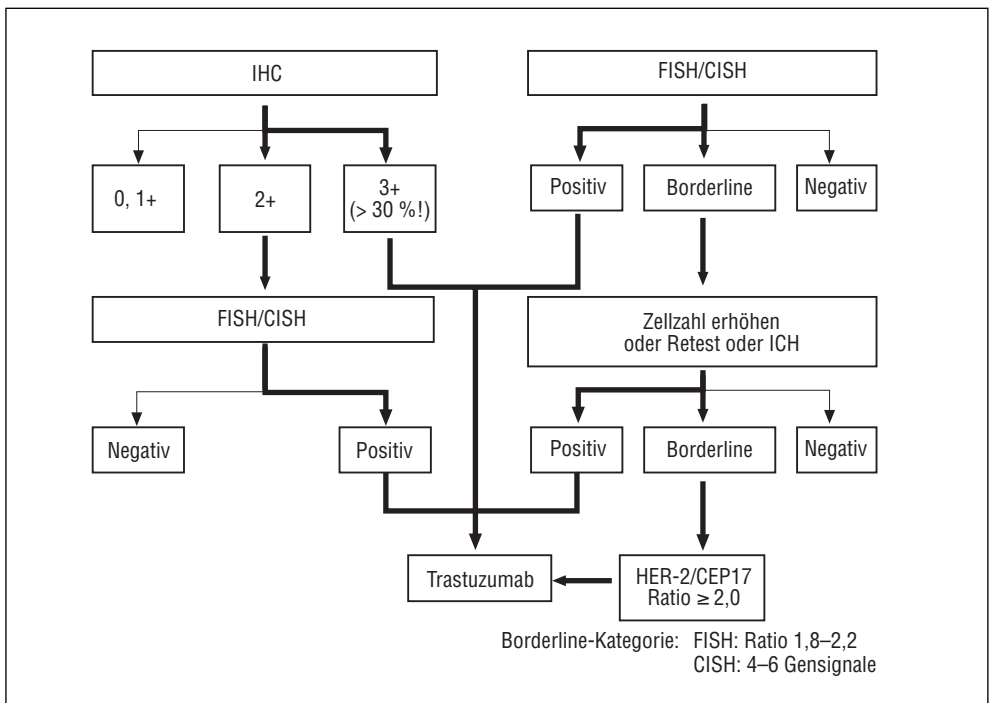 IHC
FISH/CISH
0, 1+
2+
3+
(> 30 %!)
Positiv
Borderline
Negativ
FISH/CISH
Zellzahl erhöhen
oder Retest oder ICH
Negativ
Positiv
Positiv
Borderline
Negativ
Trastuzumab
HER-2/CEP17
Ratio ≥ 2,0
Borderline-Kategorie: FISH: Ratio 1,8–2,2
CISH: 4–6 Gensignale